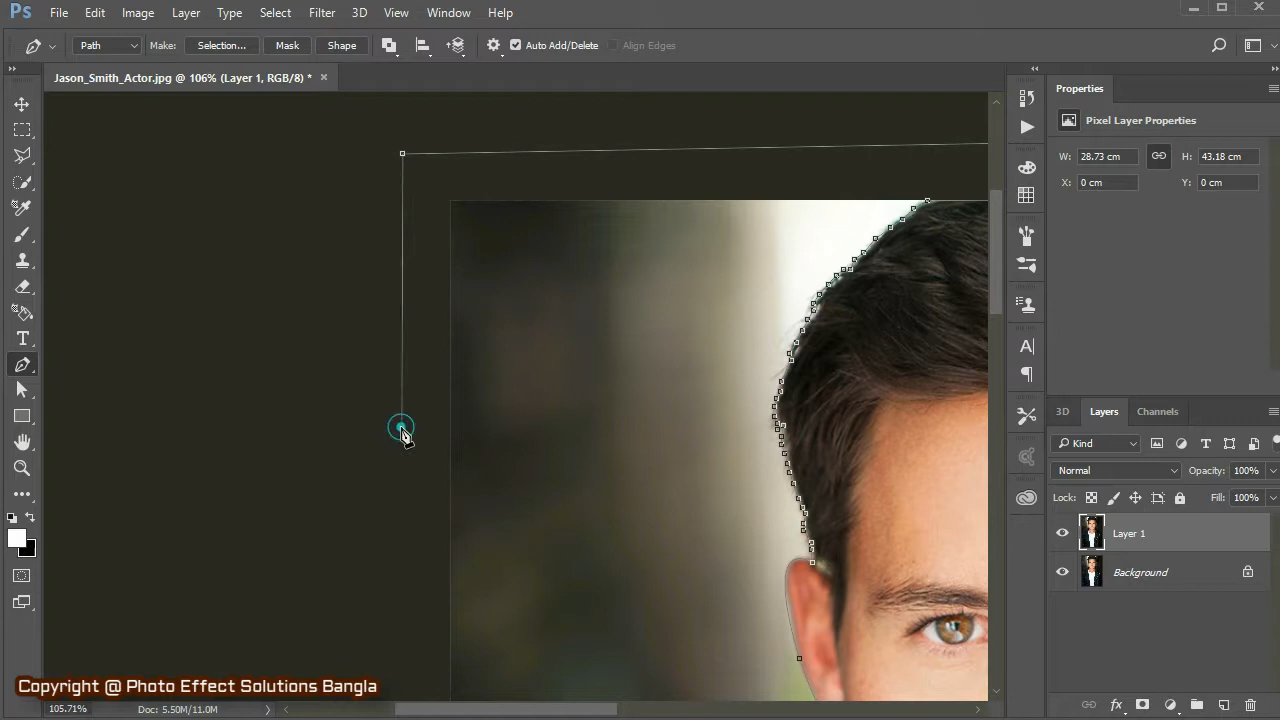 Ps File Edit Image Layer Type Select Filter 3D View Window Help
Path Make: Selection... Mask Shape Auto Add/Delete Align Edges
Jason_Smith_Actor.jpg @ 106% (Layer 1, RGB/8) * ×
Properties
Pixel Layer Properties
W: 28.73 cm H: 43.18 cm
X: 0 cm Y: 0 cm
3D Layers Channels
Kind
Normal Opacity: 100%
Lock: Fill: 100%
Layer 1
Background
Copyright @ Photo Effect Solutions Bangla
105.71% Doc: 5.50M/11.0M